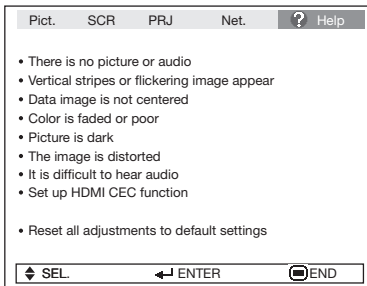 Pict. SCR PRJ Net. ? Help
• There is no picture or audio
• Vertical stripes or flickering image appear
• Data image is not centered
• Color is faded or poor
• Picture is dark
• The image is distorted
• It is difficult to hear audio
• Set up HDMI CEC function
• Reset all adjustments to default settings
SEL. ENTER END